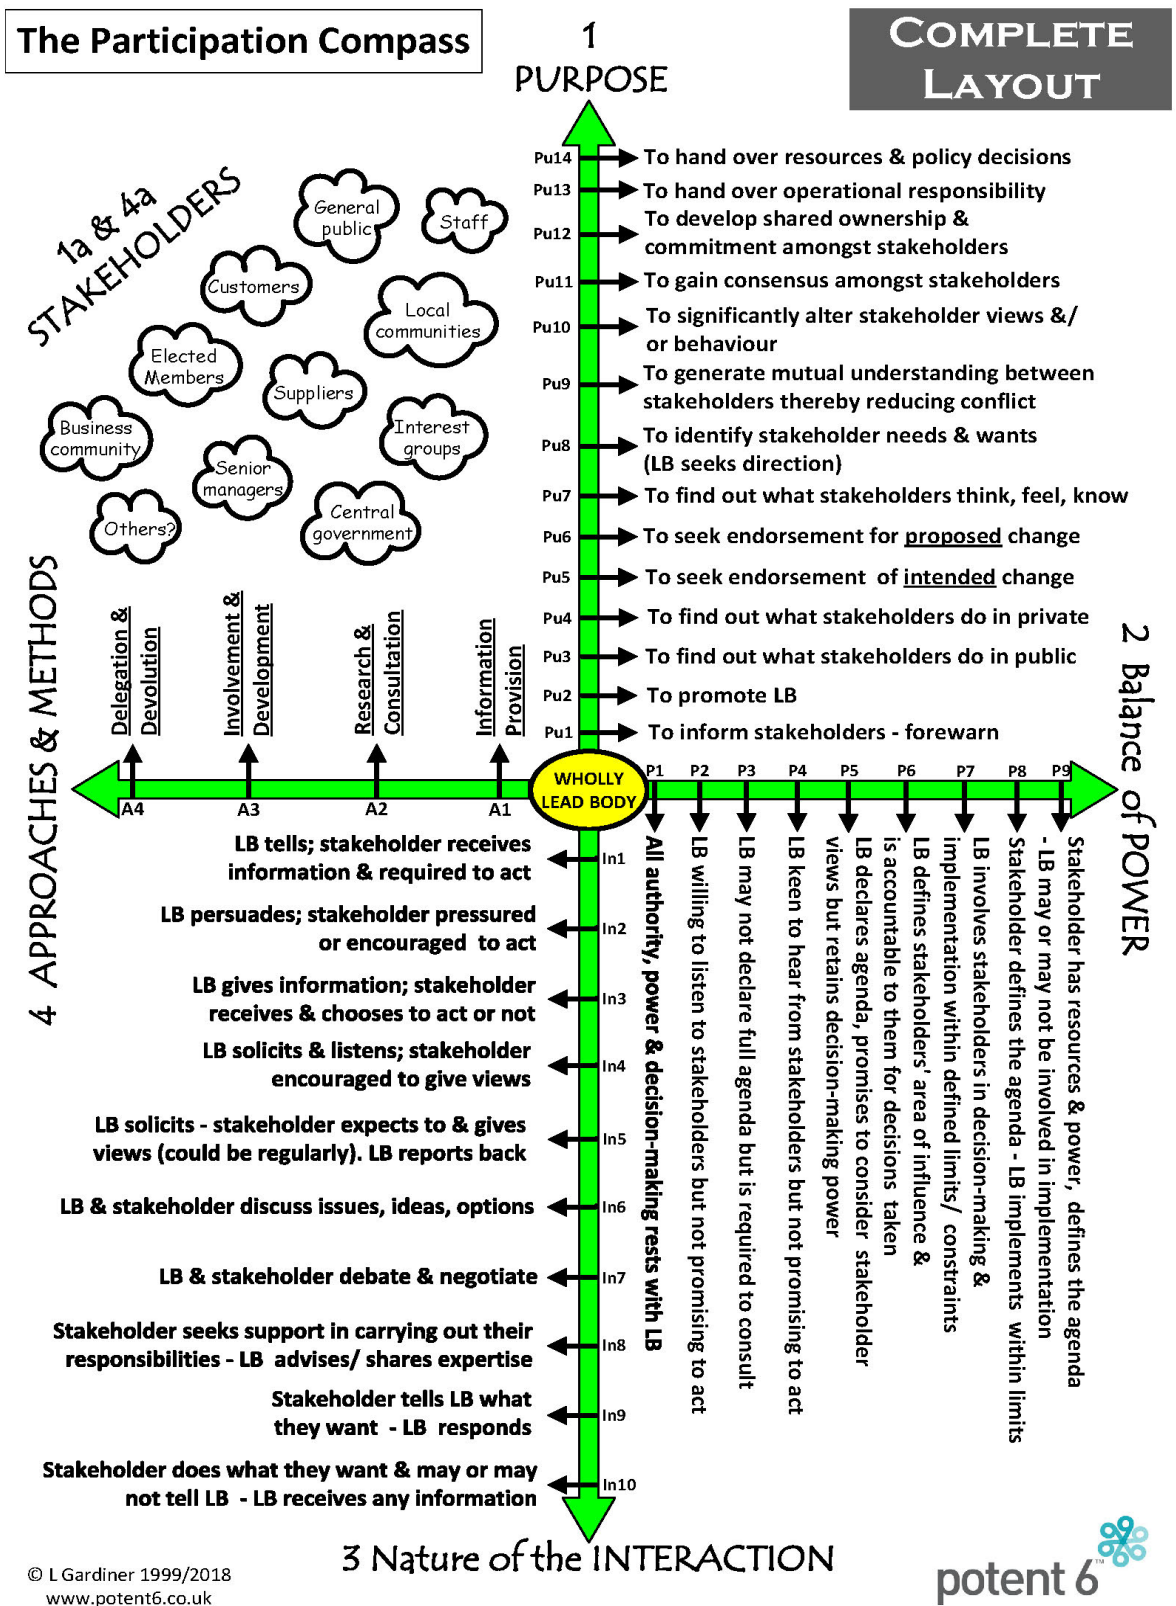 The Participation Compass
1
PURPOSE
COMPLETE
LAYOUT
1a & 4a
STAKEHOLDERS
General
public
Staff
Customers
Local
communities
Elected
Members
Suppliers
Business
community
Interest
groups
Senior
managers
Others?
Central
government
Pu14 To hand over resources & policy decisions
Pu13 To hand over operational responsibility
Pu12 To develop shared ownership &
commitment amongst stakeholders
Pu11 To gain consensus amongst stakeholders
Pu10 To significantly alter stakeholder views &/
or behaviour
Pu9 To generate mutual understanding between
stakeholders thereby reducing conflict
Pu8 To identify stakeholder needs & wants
(LB seeks direction)
Pu7 To find out what stakeholders think, feel, know
Pu6 To seek endorsement for proposed change
Pu5 To seek endorsement of intended change
Pu4 To find out what stakeholders do in private
Pu3 To find out what stakeholders do in public
Pu2 To promote LB
Pu1 To inform stakeholders - forewarn
4 APPROACHES & METHODS
Delegation &
Devolution
Involvement &
Development
Research &
Consultation
Information
Provision
A4
A3
A2
A1
WHOLLY
LEAD BODY
2 Balance of POWER
P1
P2
P3
P4
P5
P6
P7
P8
P9
All authority, power & decision-making rests with LB
LB willing to listen to stakeholders but not promising to act
LB may not declare full agenda but is required to consult
LB keen to hear from stakeholders but not promising to act
LB declares agenda, promises to consider stakeholder
views but retains decision-making power
LB defines stakeholders' area of influence &
is accountable to them for decisions taken
LB involves stakeholders in decision-making &
implementation within defined limits/ constraints
Stakeholder defines the agenda - LB implements within limits
Stakeholder has resources & power, defines the agenda
- LB may or may not be involved in implementation
LB tells; stakeholder receives
information & required to act
In1
LB persuades; stakeholder pressured
or encouraged to act
In2
LB gives information; stakeholder
receives & chooses to act or not
In3
LB solicits & listens; stakeholder
encouraged to give views
In4
LB solicits - stakeholder expects to & gives
views (could be regularly). LB reports back
In5
LB & stakeholder discuss issues, ideas, options
In6
LB & stakeholder debate & negotiate
In7
Stakeholder seeks support in carrying out their
responsibilities - LB advises/ shares expertise
In8
Stakeholder tells LB what
they want - LB responds
In9
Stakeholder does what they want & may or may
not tell LB - LB receives any information
In10
3 Nature of the INTERACTION
© L Gardiner 1999/2018
www.potent6.co.uk
potent 6™